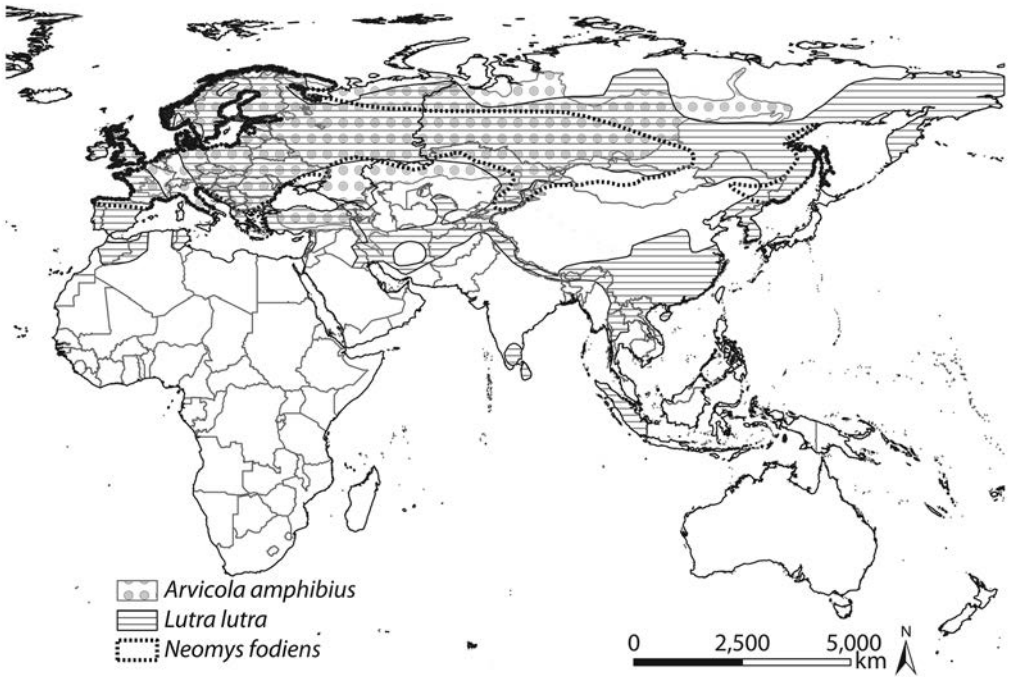 Arvicola amphibius
Lutra lutra
Neomys fodiens
0 2,500 5,000
km
N